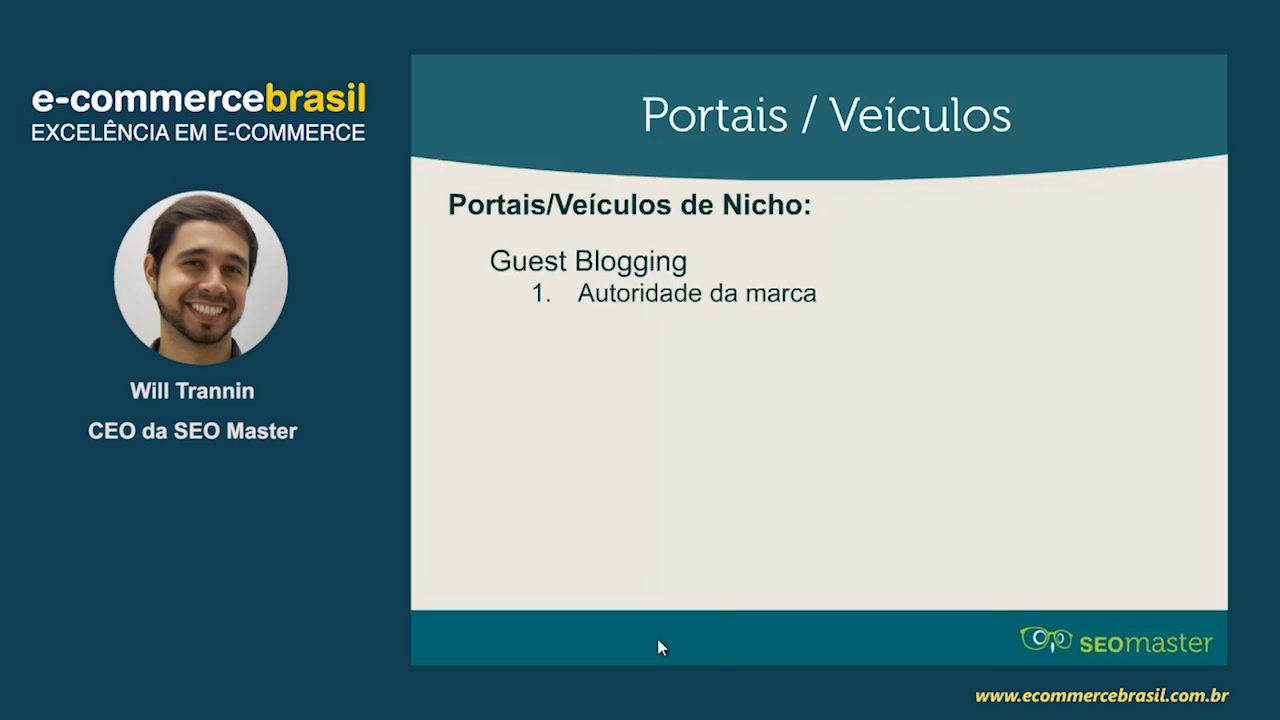 e-commercebrasil
EXCELÊNCIA EM E-COMMERCE
Will Trannin
CEO da SEO Master
Portais / Veículos
Portais/Veículos de Nicho:
Guest Blogging
1. Autoridade da marca
SEOmaster
www.ecommercebrasil.com.br